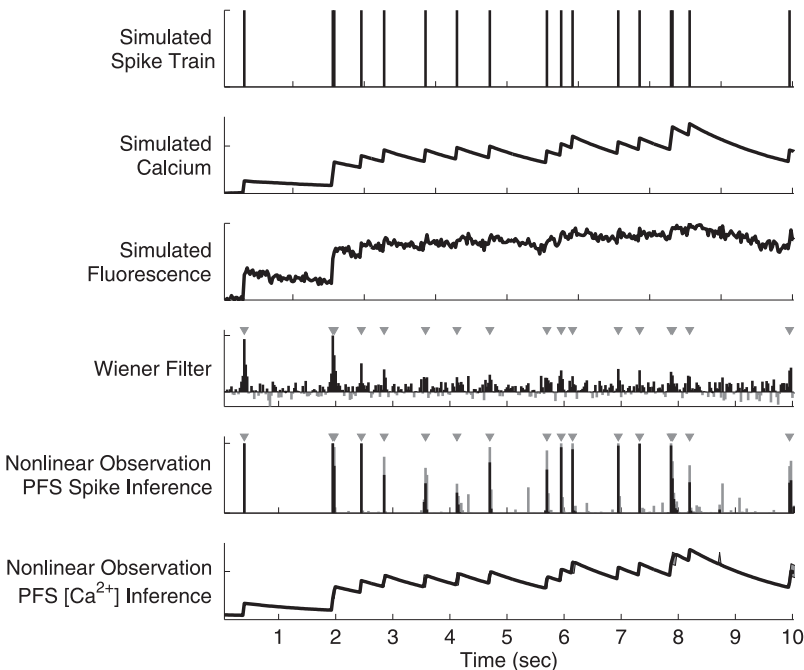 Simulated
Spike Train
Simulated
Calcium
Simulated
Fluorescence
Wiener Filter
Nonlinear Observation
PFS Spike Inference
Nonlinear Observation
PFS [Ca²⁺] Inference
1 2 3 4 5 6 7 8 9 10
Time (sec)